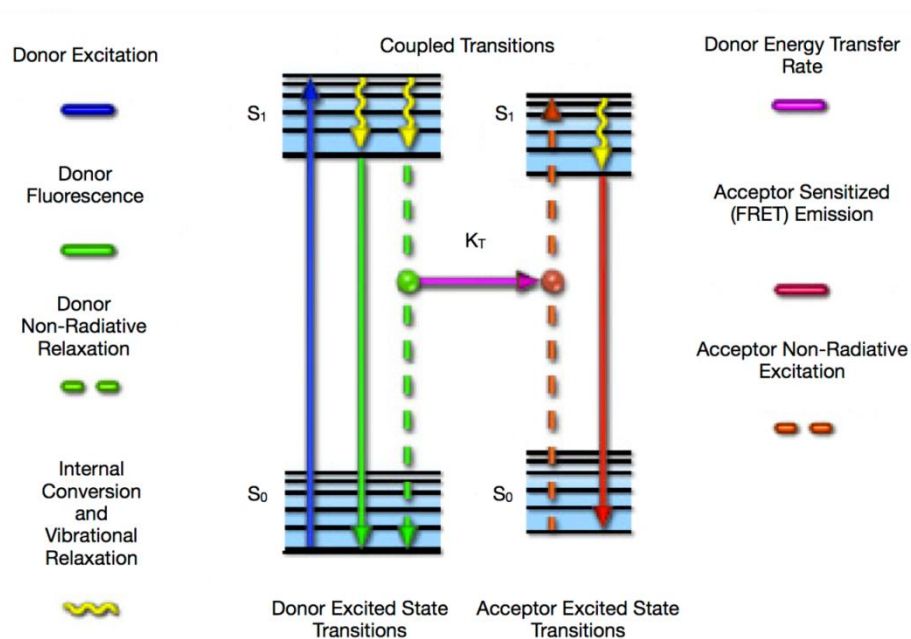 Donor Excitation
Donor
Fluorescence
Donor
Non-Radiative
Relaxation
Internal
Conversion
and
Vibrational
Relaxation
Coupled Transitions
S1
S1
KT
S0
S0
Donor Excited State
Transitions
Acceptor Excited State
Transitions
Donor Energy Transfer
Rate
Acceptor Sensitized
(FRET) Emission
Acceptor Non-Radiative
Excitation